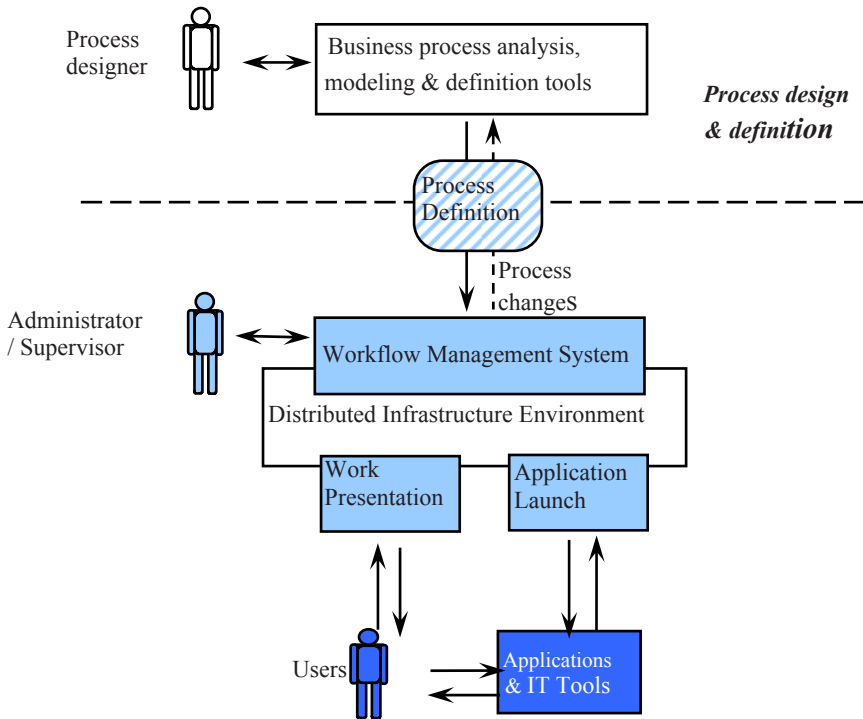 Process
designer
Business process analysis,
modeling & definition tools
Process design
& definition
Process
Definition
Process
changeS
Administrator
/ Supervisor
Workflow Management System
Distributed Infrastructure Environment
Work
Presentation
Application
Launch
Users
Applications
& IT Tools